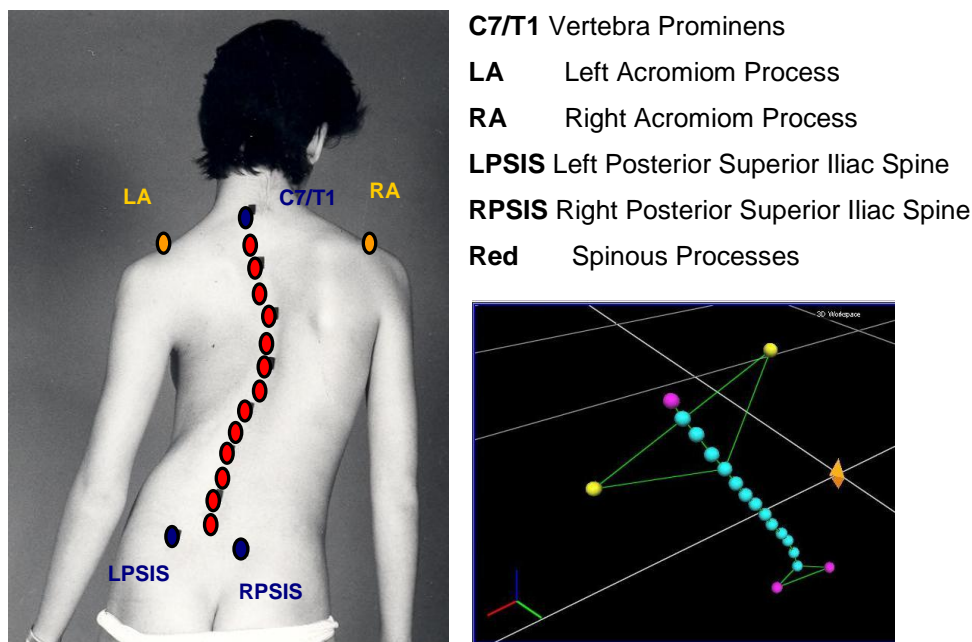 LA
C7/T1
RA
LPSIS
RPSIS
C7/T1 Vertebra Prominens
LA Left Acromiom Process
RA Right Acromiom Process
LPSIS Left Posterior Superior Iliac Spine
RPSIS Right Posterior Superior Iliac Spine
Red Spinous Processes
3D Workspace